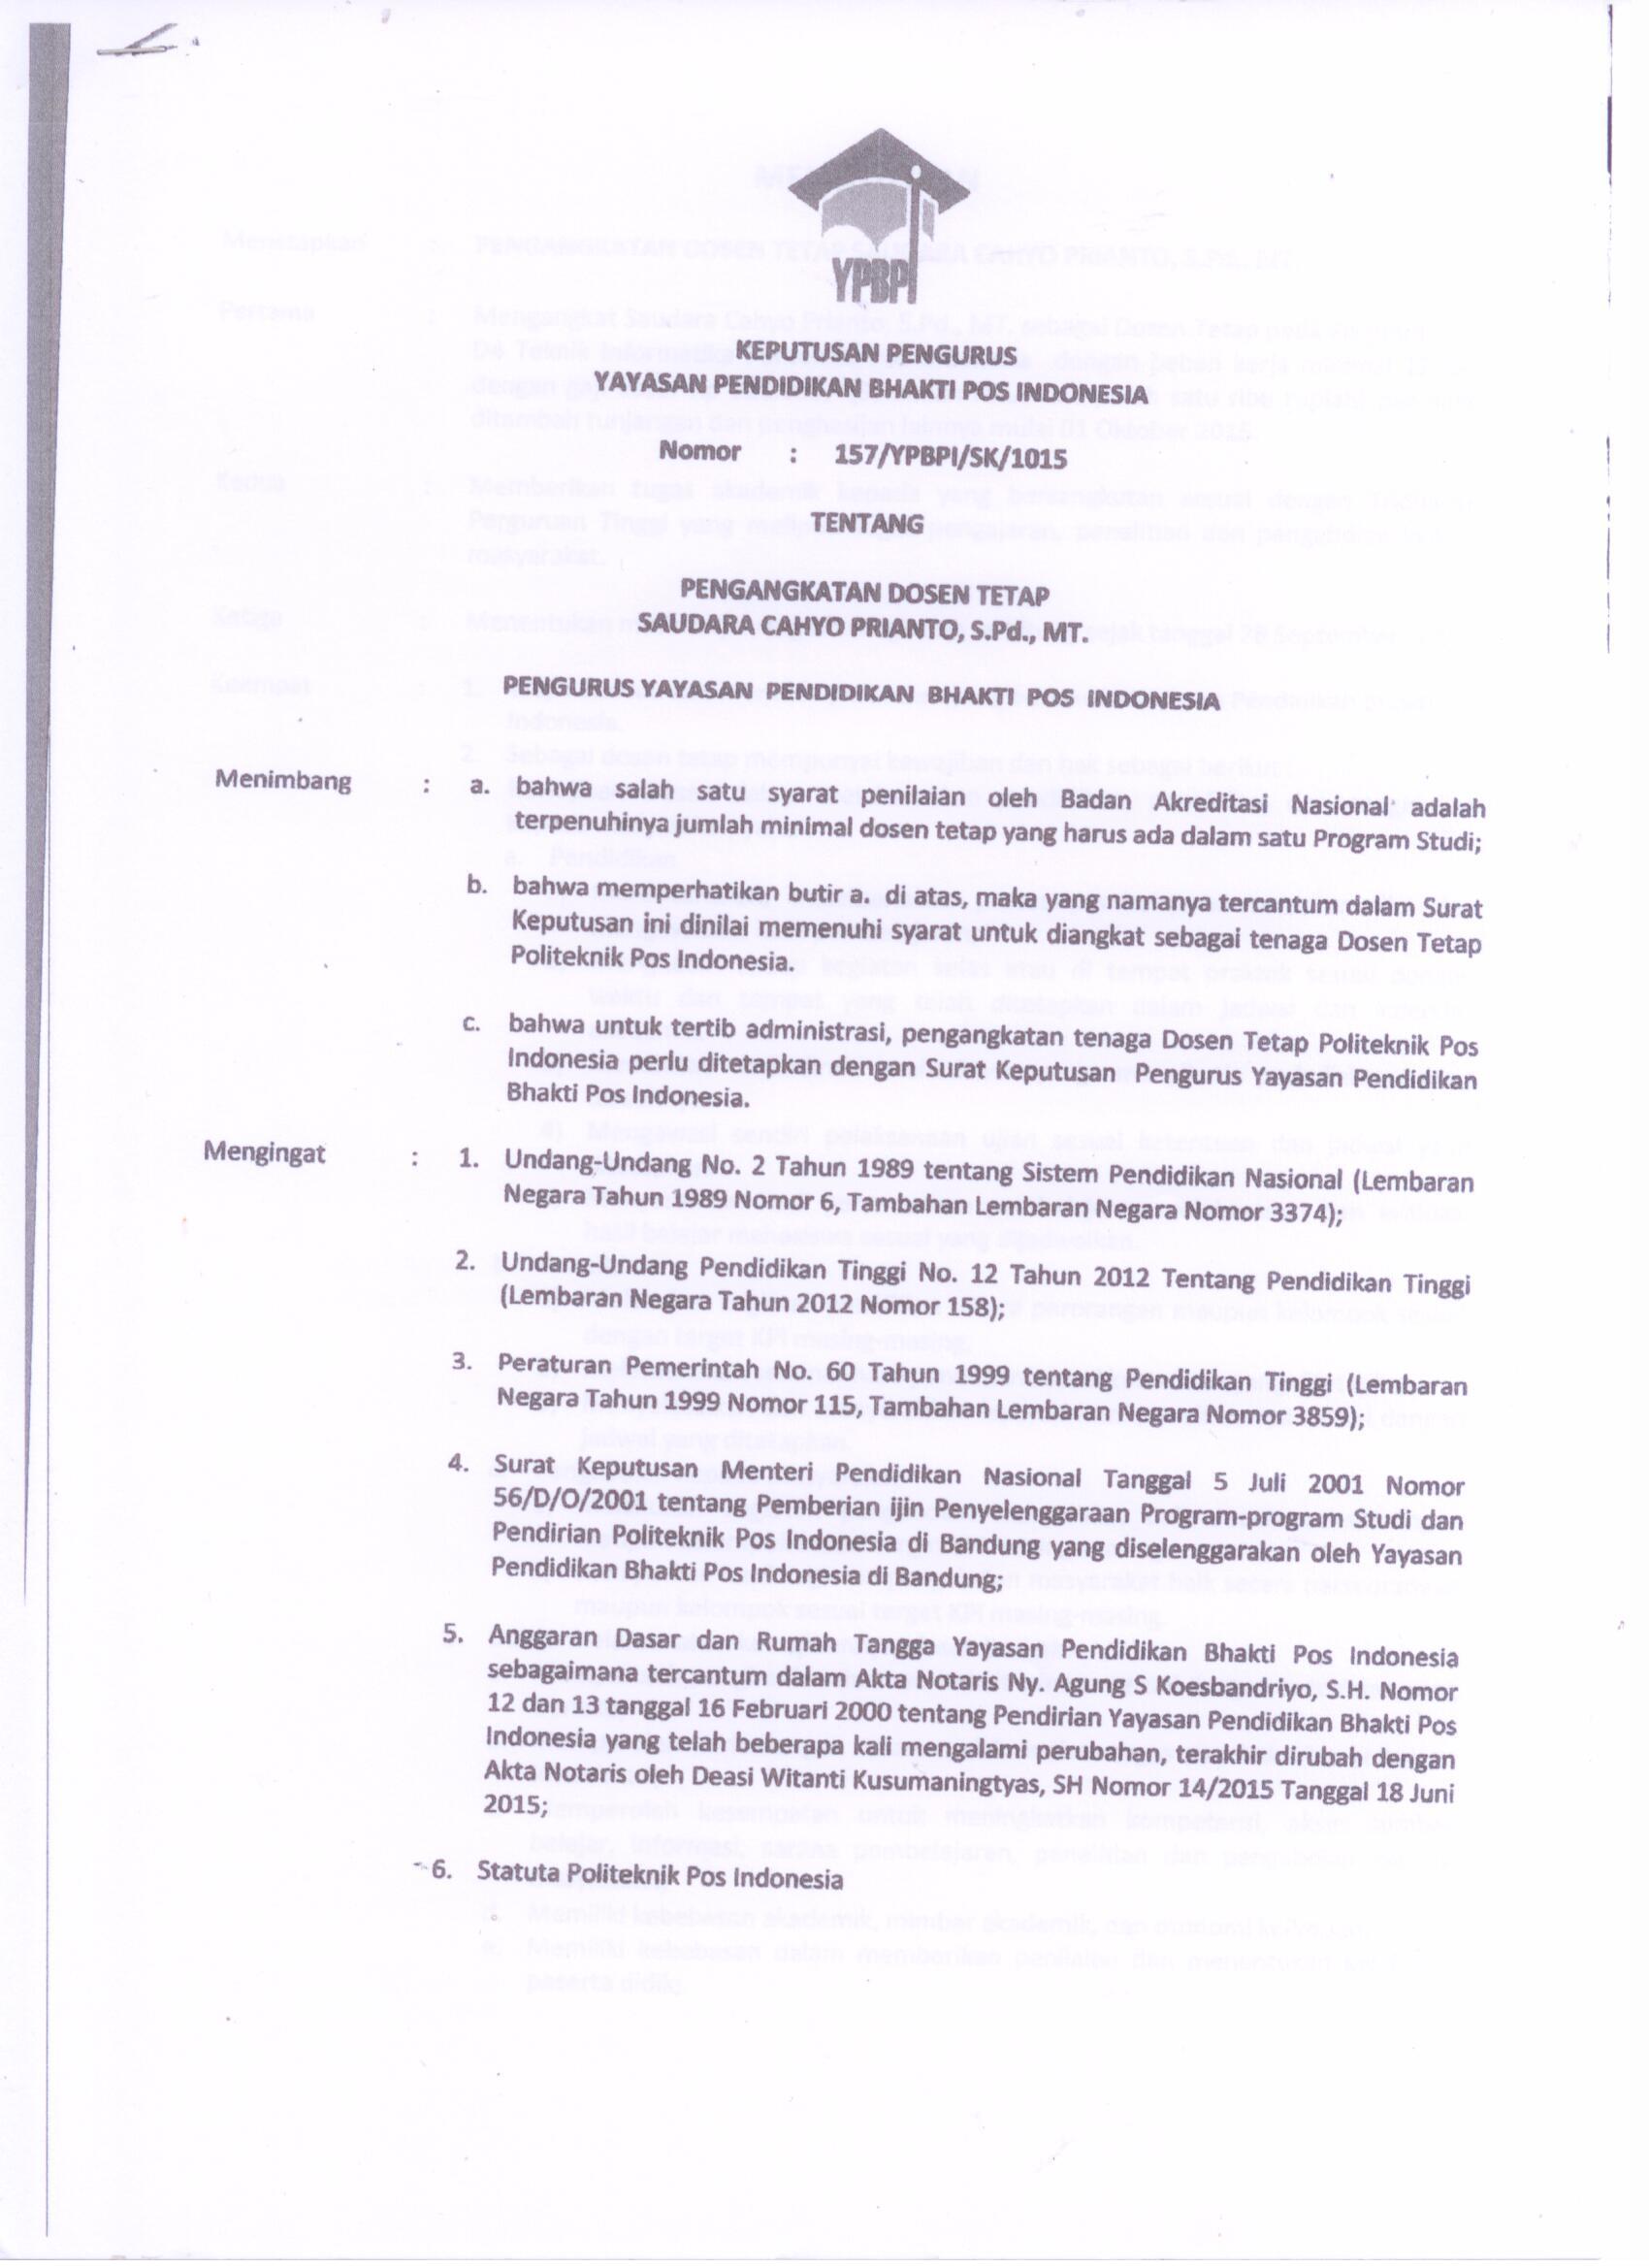 YPBPI
KEPUTUSAN PENGURUS
YAYASAN PENDIDIKAN BHAKTI POS INDONESIA
Nomor : 157/YPBPI/SK/1015
TENTANG
PENGANGKATAN DOSEN TETAP
SAUDARA CAHYO PRIANTO, S.Pd., MT.
PENGURUS YAYASAN PENDIDIKAN BHAKTI POS INDONESIA
Menimbang : a. bahwa salah satu syarat penilaian oleh Badan Akreditasi Nasional adalah
terpenuhinya jumlah minimal dosen tetap yang harus ada dalam satu Program Studi;
b. bahwa memperhatikan butir a. di atas, maka yang namanya tercantum dalam Surat
Keputusan ini dinilai memenuhi syarat untuk diangkat sebagai tenaga Dosen Tetap
Politeknik Pos Indonesia.
c. bahwa untuk tertib administrasi, pengangkatan tenaga Dosen Tetap Politeknik Pos
Indonesia perlu ditetapkan dengan Surat Keputusan Pengurus Yayasan Pendidikan
Bhakti Pos Indonesia.
Mengingat : 1. Undang-Undang No. 2 Tahun 1989 tentang Sistem Pendidikan Nasional (Lembaran
Negara Tahun 1989 Nomor 6, Tambahan Lembaran Negara Nomor 3374);
2. Undang-Undang Pendidikan Tinggi No. 12 Tahun 2012 Tentang Pendidikan Tinggi
(Lembaran Negara Tahun 2012 Nomor 158);
3. Peraturan Pemerintah No. 60 Tahun 1999 tentang Pendidikan Tinggi (Lembaran
Negara Tahun 1999 Nomor 115, Tambahan Lembaran Negara Nomor 3859);
4. Surat Keputusan Menteri Pendidikan Nasional Tanggal 5 Juli 2001 Nomor
56/D/O/2001 tentang Pemberian ijin Penyelenggaraan Program-program Studi dan
Pendirian Politeknik Pos Indonesia di Bandung yang diselenggarakan oleh Yayasan
Pendidikan Bhakti Pos Indonesia di Bandung;
5. Anggaran Dasar dan Rumah Tangga Yayasan Pendidikan Bhakti Pos Indonesia
sebagaimana tercantum dalam Akta Notaris Ny. Agung S Koesbandriyo, S.H. Nomor
12 dan 13 tanggal 16 Februari 2000 tentang Pendirian Yayasan Pendidikan Bhakti Pos
Indonesia yang telah beberapa kali mengalami perubahan, terakhir dirubah dengan
Akta Notaris oleh Deasi Witanti Kusumaningtyas, SH Nomor 14/2015 Tanggal 18 Juni
2015;
6. Statuta Politeknik Pos Indonesia